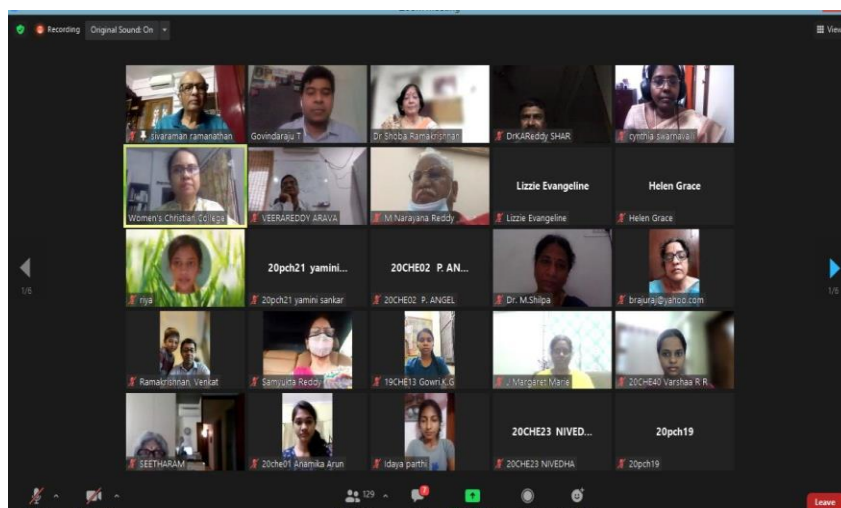 Recording Original Sound: On
View
sivaraman ramanathan
Govindaraju T
Dr Shoba Ramakrishnan
DrKAReddy SHAR
cynthia swarnavalli
Women's Christian College
VEERAREDDY ARAVA
M Narayana Reddy
Lizzie Evangeline
Lizzie Evangeline
Helen Grace
Helen Grace
1/6
riya
20pch21 yamini...
20pch21 yamini sankar
20CHE02 P. AN...
20CHE02 P. ANGEL
Dr. M.Shilpa
brajuraj@yahoo.com
1/6
Ramakrishnan, Venkat
Samyukta Reddy
19CHE13 Gowri.K.G
J Margaret Marie
20CHE40 Varshaa R R
SEETHARAM
20che01 Anamika Arun
Idaya parthi
20CHE23 NIVED...
20CHE23 NIVEDHA
20pch19
20pch19
129
Leave